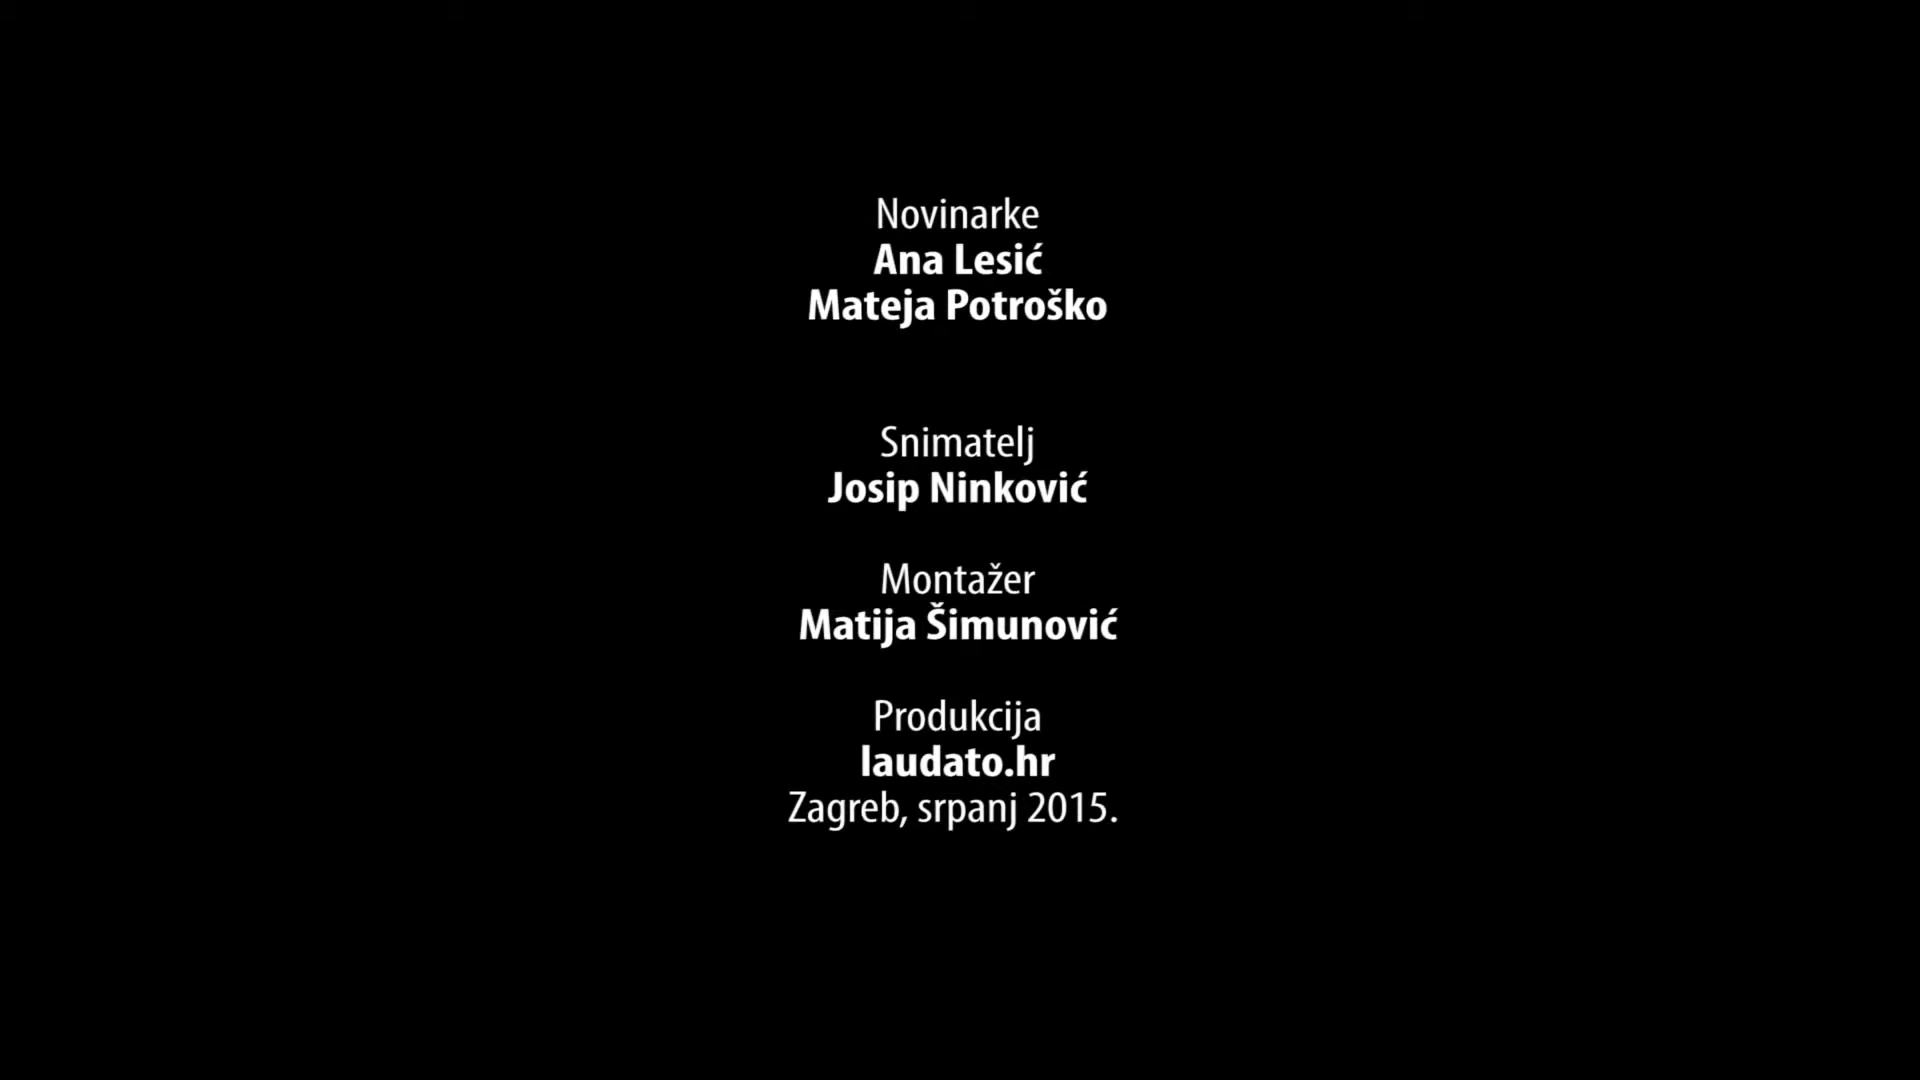 Novinarke
Ana Lesić
Mateja Potroško
Snimatelj
Josip Ninković
Montažer
Matija Šimunović
Produkcija
laudato.hr
Zagreb, srpanj 2015.